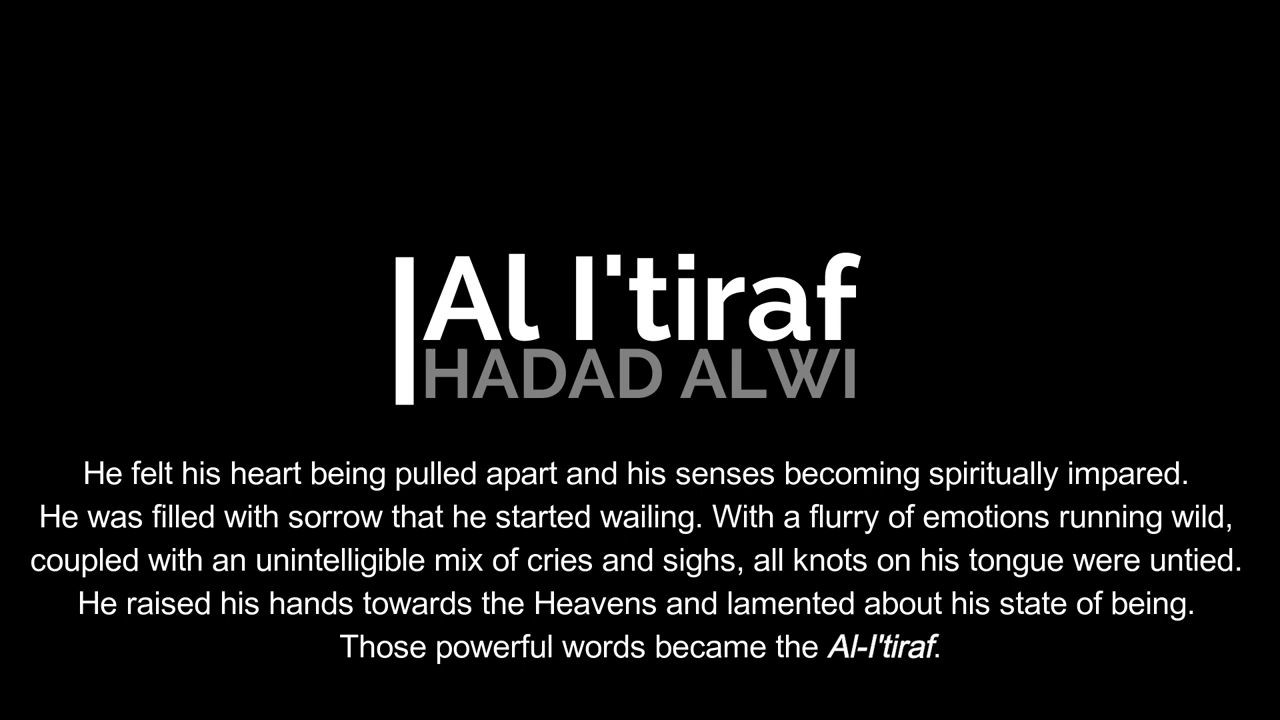 Al I'tiraf
HADAD ALWI
He felt his heart being pulled apart and his senses becoming spiritually impared.
He was filled with sorrow that he started wailing. With a flurry of emotions running wild,
coupled with an unintelligible mix of cries and sighs, all knots on his tongue were untied.
He raised his hands towards the Heavens and lamented about his state of being.
Those powerful words became the Al-I'tiraf.